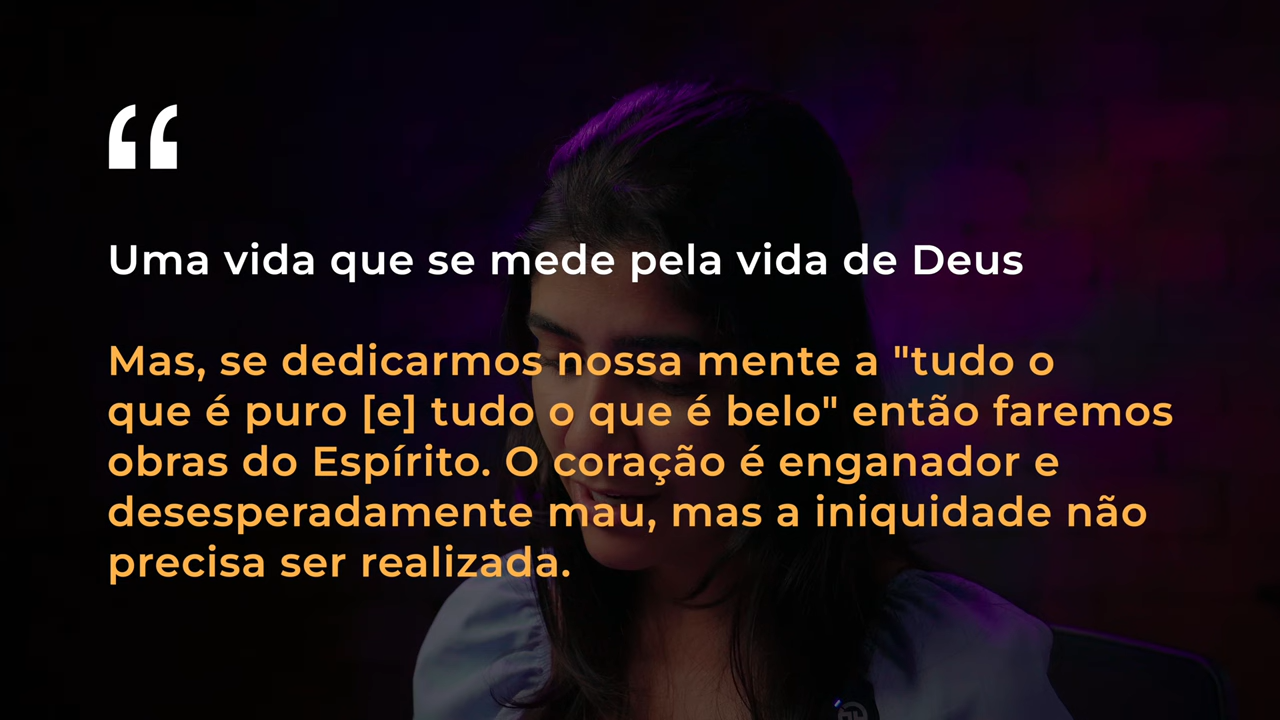 “
Uma vida que se mede pela vida de Deus
Mas, se dedicarmos nossa mente a "tudo o
que é puro [e] tudo o que é belo" então faremos
obras do Espírito. O coração é enganador e
desesperadamente mau, mas a iniquidade não
precisa ser realizada.